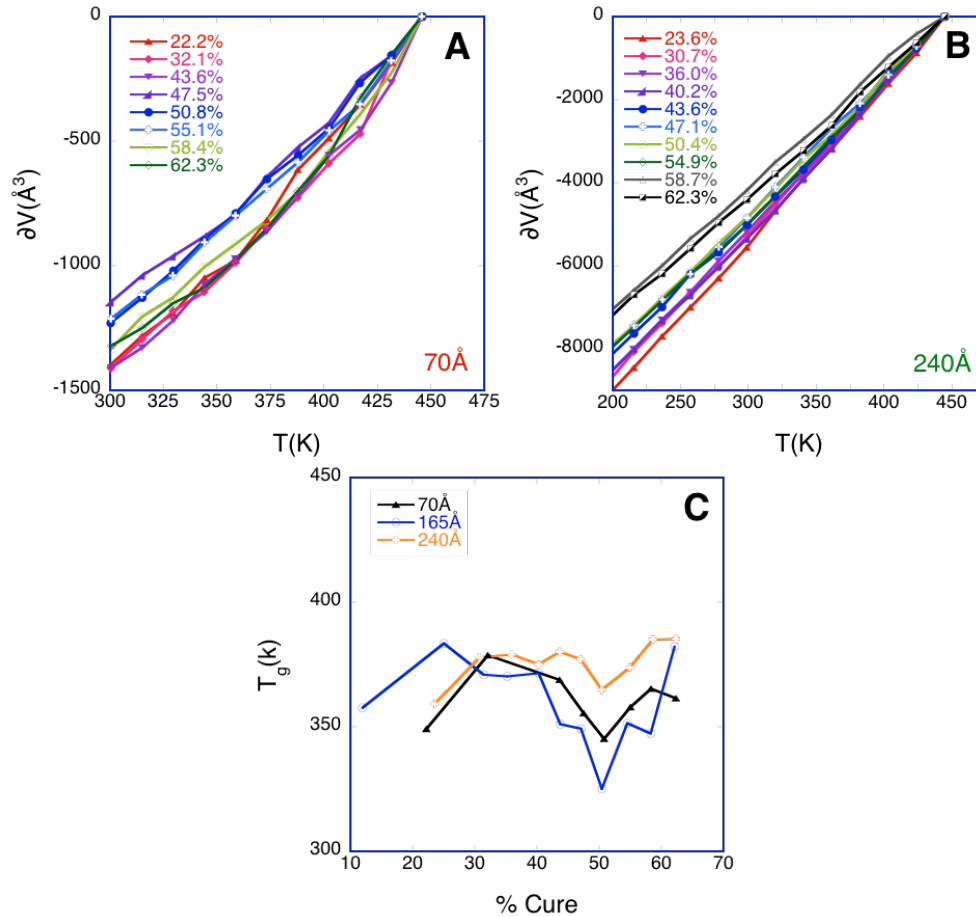 A
0
-500
-1000
-1500
∂V(Å³)
22.2%
32.1%
43.6%
47.5%
50.8%
55.1%
58.4%
62.3%
70Å
300 325 350 375 400 425 450 475
T(K)
B
0
-2000
-4000
-6000
-8000
∂V(Å³)
23.6%
30.7%
36.0%
40.2%
43.6%
47.1%
50.4%
54.9%
58.7%
62.3%
240Å
200 250 300 350 400 450
T(K)
C
450
400
350
300
Tg(k)
70Å
165Å
240Å
10 20 30 40 50 60 70
% Cure